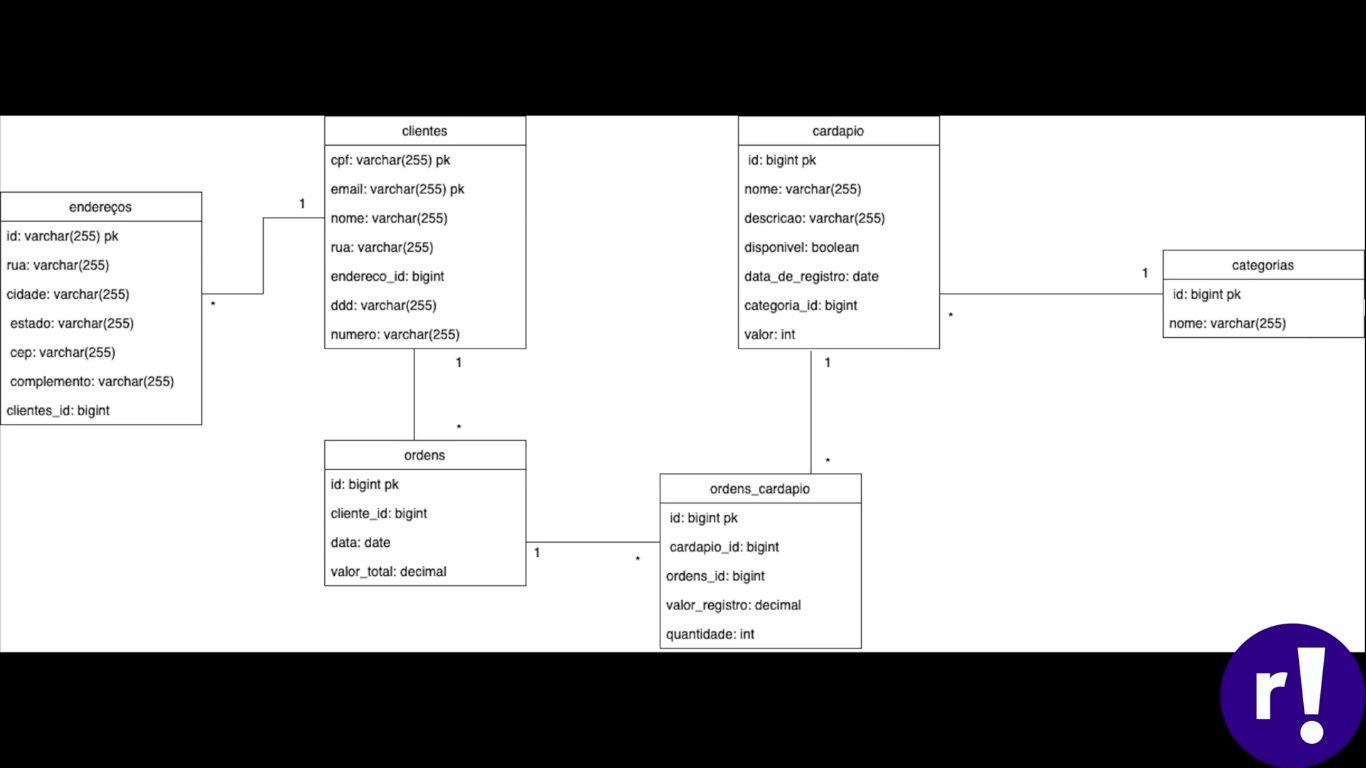 clientes
cpf: varchar(255) pk
email: varchar(255) pk
nome: varchar(255)
rua: varchar(255)
endereco_id: bigint
ddd: varchar(255)
numero: varchar(255)
cardapio
id: bigint pk
nome: varchar(255)
descricao: varchar(255)
disponivel: boolean
data_de_registro: date
categoria_id: bigint
valor: int
endereços
id: varchar(255) pk
rua: varchar(255)
cidade: varchar(255)
estado: varchar(255)
cep: varchar(255)
complemento: varchar(255)
clientes_id: bigint
1
*
categorias
id: bigint pk
nome: varchar(255)
1
*
1
*
1
*
ordens
id: bigint pk
cliente_id: bigint
data: date
valor_total: decimal
1
*
ordens_cardapio
id: bigint pk
cardapio_id: bigint
ordens_id: bigint
valor_registro: decimal
quantidade: int
r!